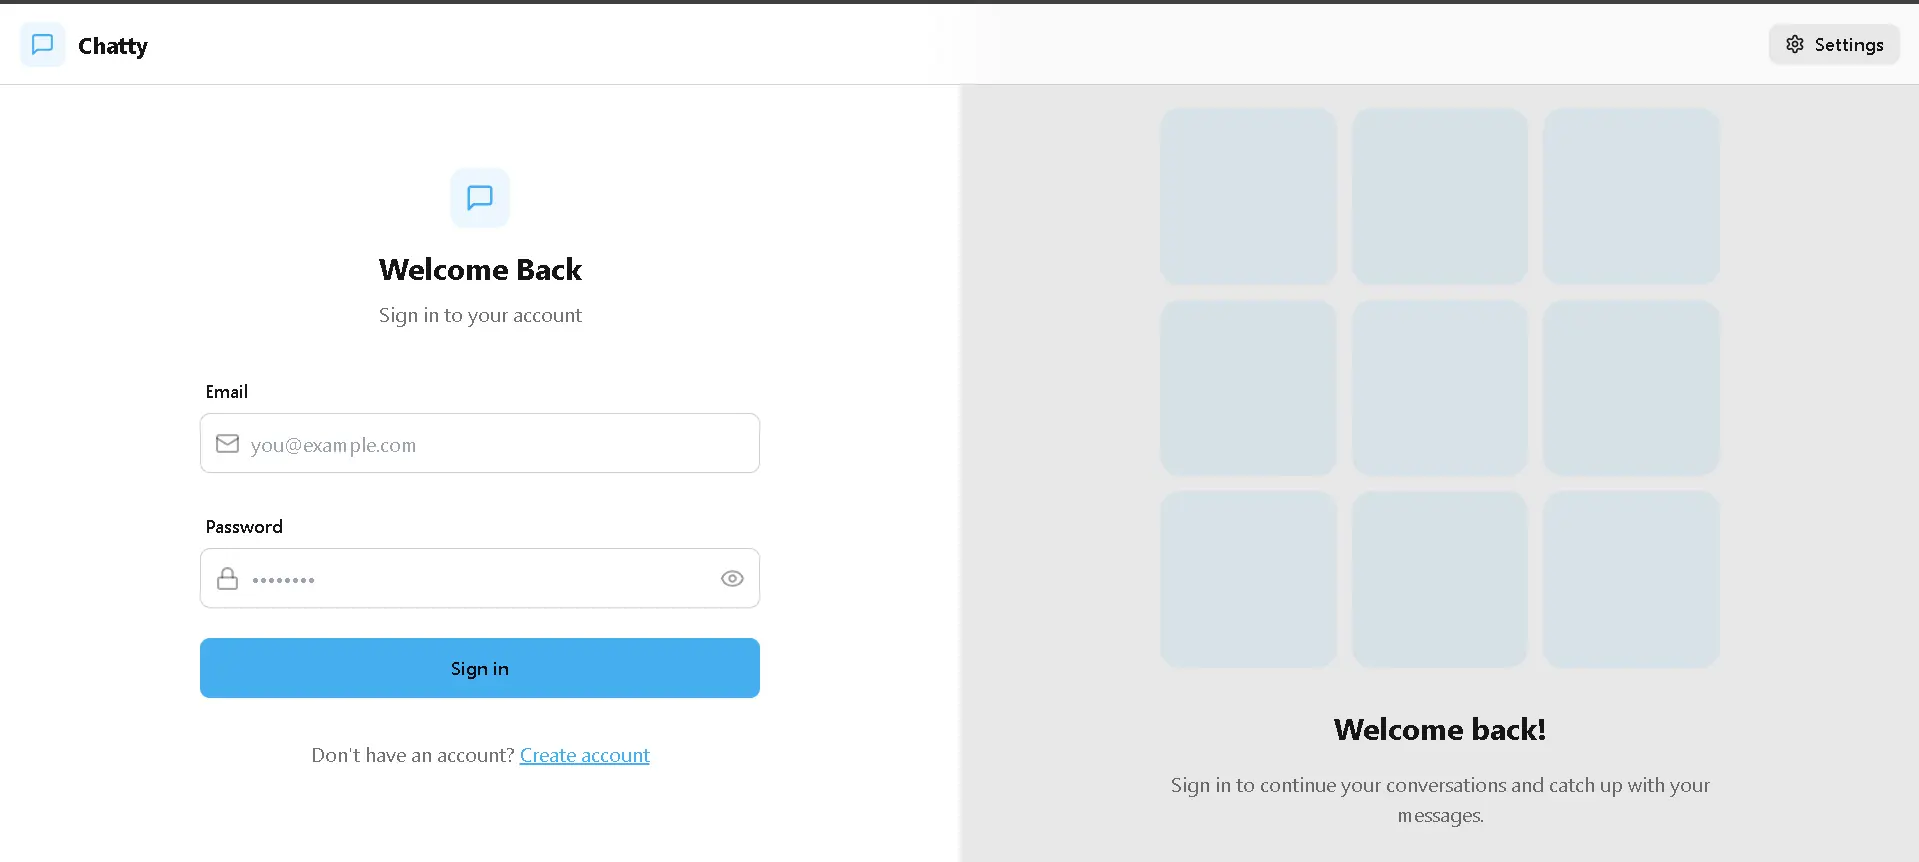 Chatty
Settings
Welcome Back
Sign in to your account
Email
you@example.com
Password
••••••••
Sign in
Don't have an account? Create account
Welcome back!
Sign in to continue your conversations and catch up with your
messages.